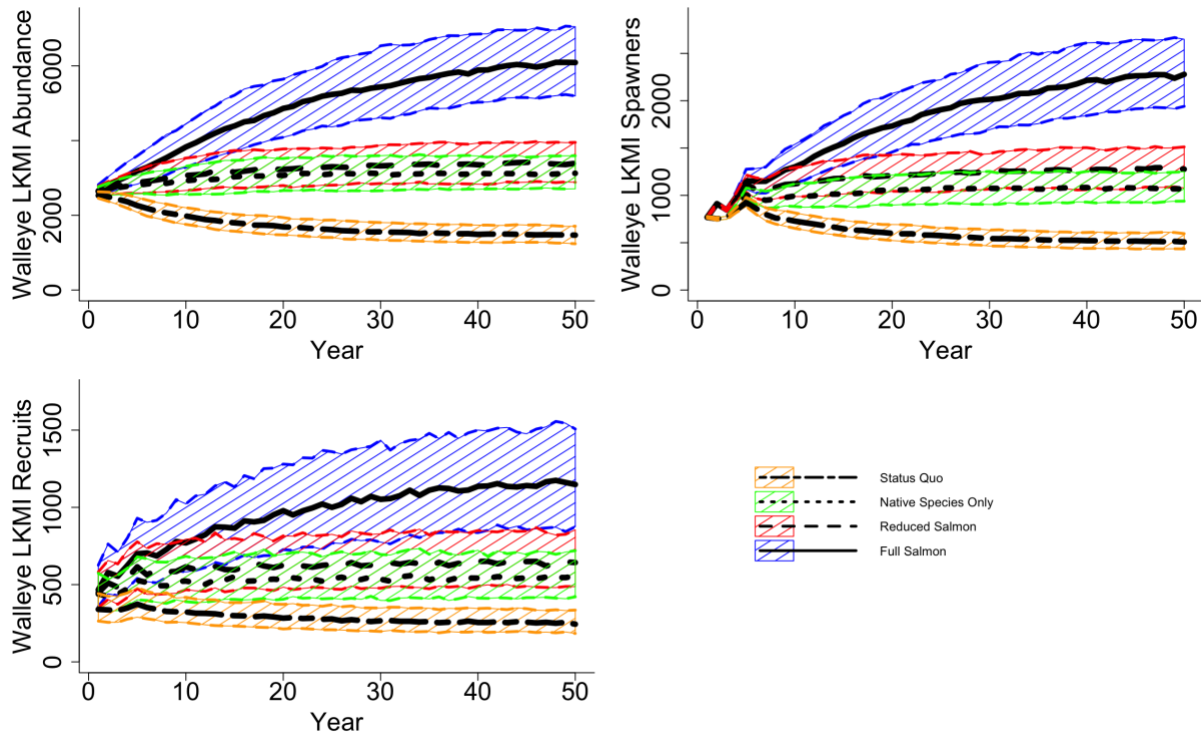 Walleye LKMI Abundance
0 2000 6000
0 10 20 30 40 50
Year
Walleye LKMI Spawners
0 1000 2000
0 10 20 30 40 50
Year
Walleye LKMI Recruits
0 500 1000 1500
0 10 20 30 40 50
Year
Status Quo
Native Species Only
Reduced Salmon
Full Salmon